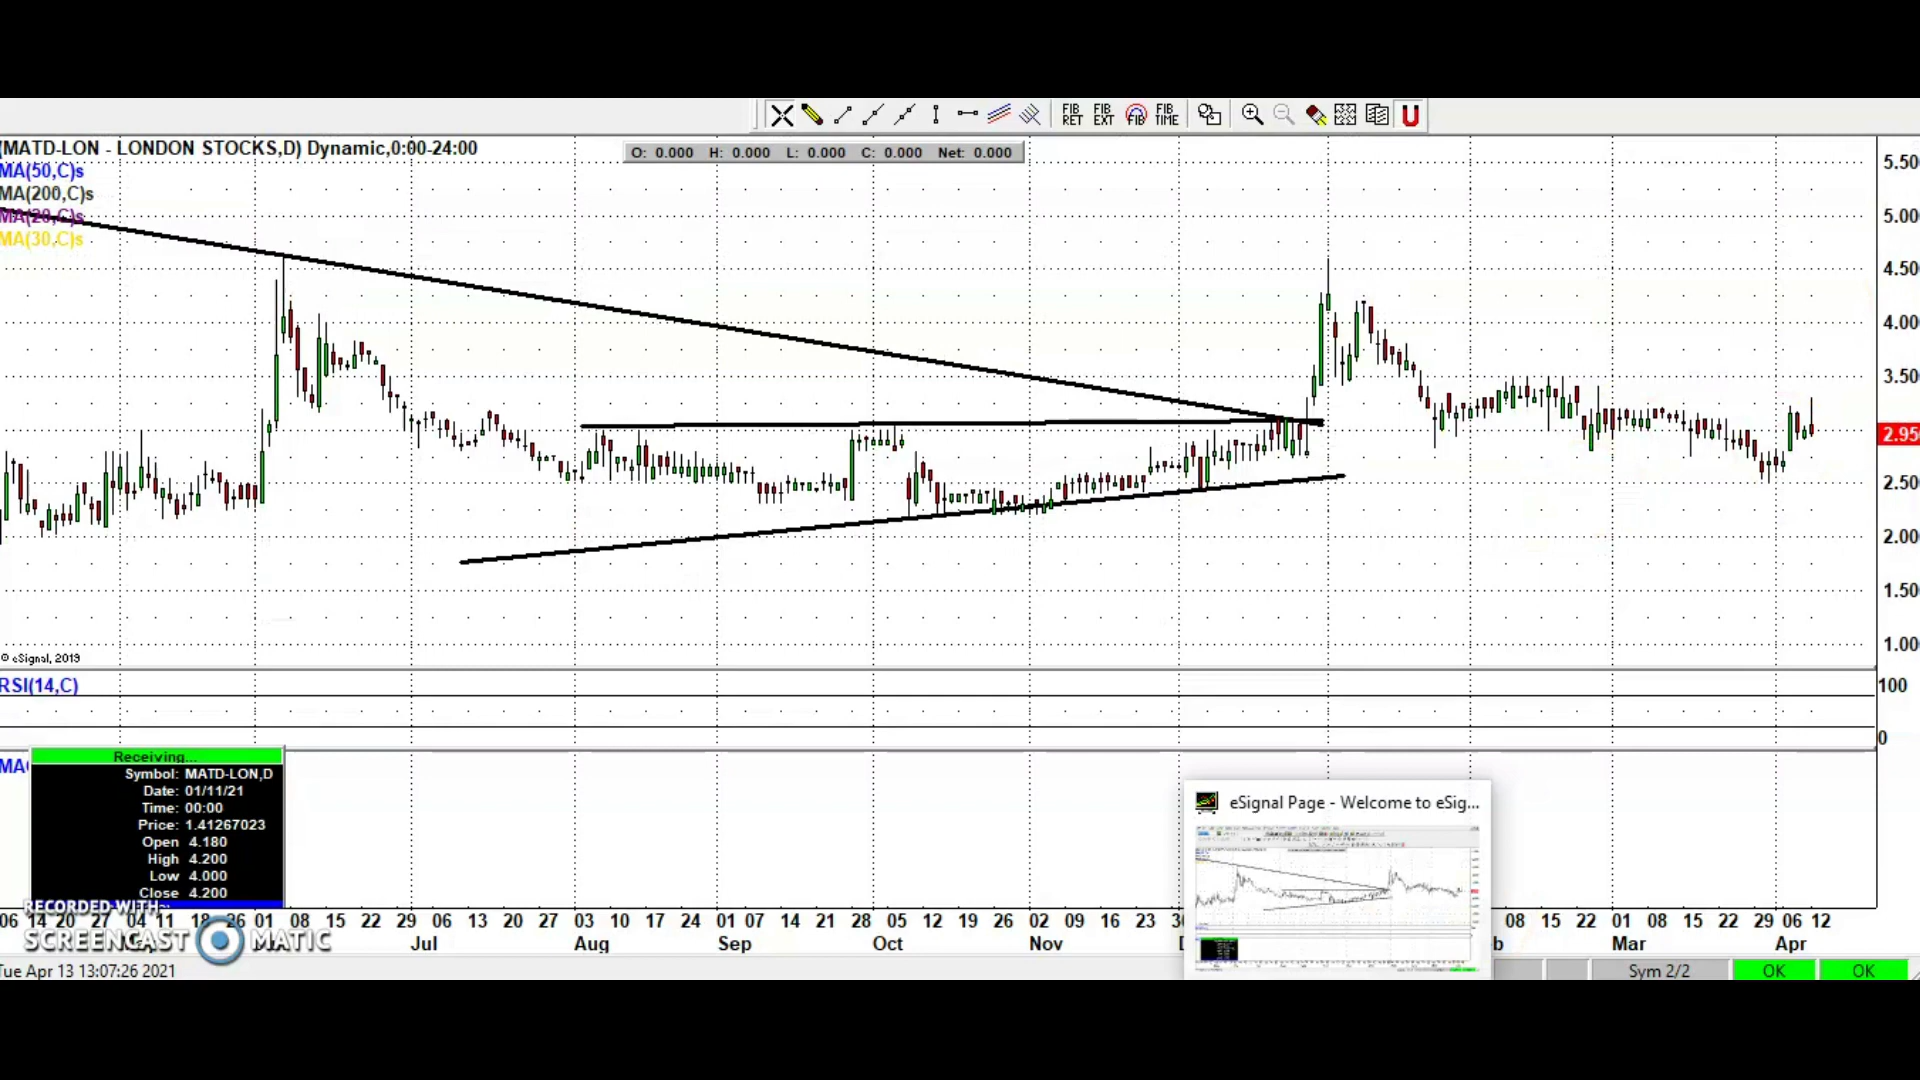 FIB RET FIB EXT FIB FIB TIME
(MATD-LON - LONDON STOCKS,D) Dynamic,0:00-24:00
O: 0.000 H: 0.000 L: 0.000 C: 0.000 Net: 0.000
MA(50,C)s
MA(200,C)s
MA(20,C)s
MA(30,C)s
5.50
5.00
4.50
4.00
3.50
2.95
2.50
2.00
1.50
1.00
© eSignal, 2019
RSI(14,C)
100
0
MA
Receiving...
Symbol: MATD-LON,D
Date: 01/11/21
Time: 00:00
Price: 1.41267023
Open 4.180
High 4.200
Low 4.000
Close 4.200
eSignal Page - Welcome to eSig...
RECORDED WITH
SCREENCAST MATIC
06 14 20 27 04 11 18 26 01 08 15 22 29 06 13 20 27 03 10 17 24 01 07 14 21 28 05 12 19 26 02 09 16 23 30 08 15 22 01 08 15 22 29 06 12
Jul Aug Sep Oct Nov Mar Apr
Tue Apr 13 13:07:26 2021
Sym 2/2 OK OK